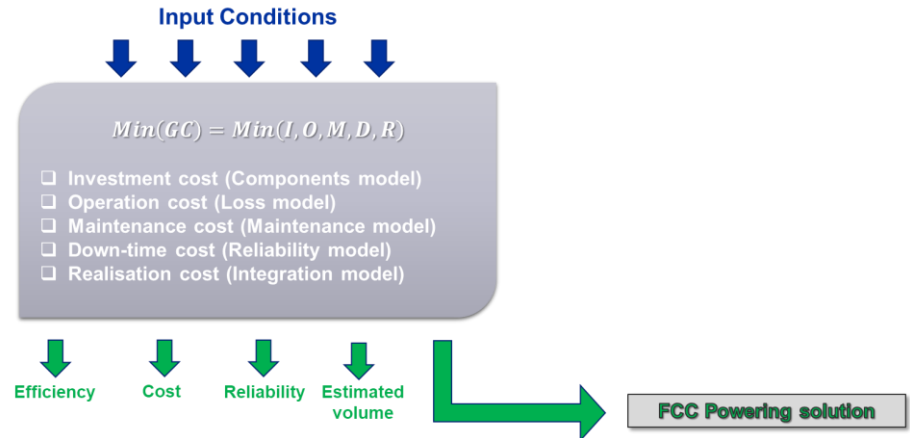 Input Conditions
Min(GC) = Min(I, O, M, D, R)
❑ Investment cost (Components model)
❑ Operation cost (Loss model)
❑ Maintenance cost (Maintenance model)
❑ Down-time cost (Reliability model)
❑ Realisation cost (Integration model)
Efficiency Cost Reliability Estimated
volume
FCC Powering solution